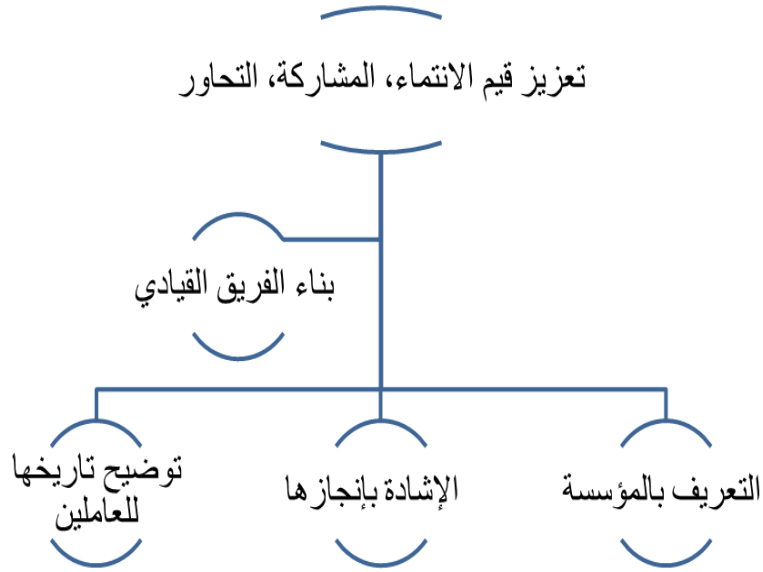 تعزيز قيم الانتماء، المشاركة، التحاور
بناء الفريق القيادي
التعريف بالمؤسسة
الإشادة بإنجازها
توضيح تاريخها
للعاملين